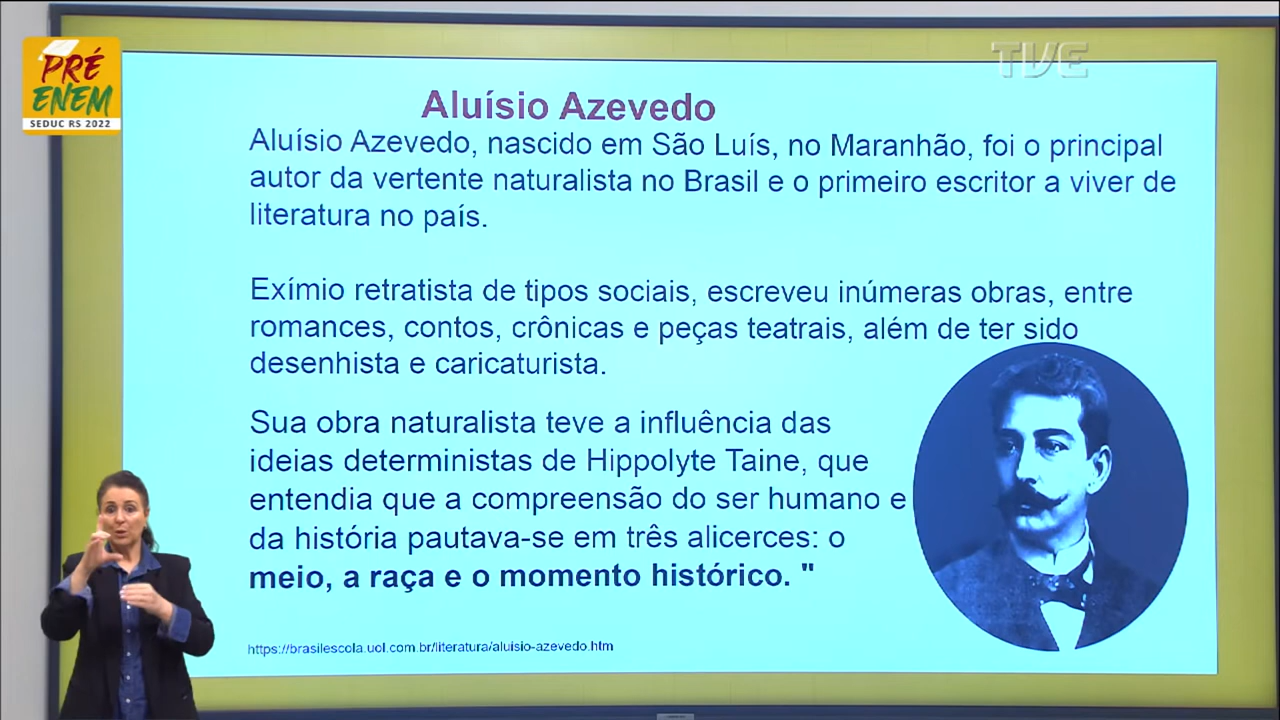 PRÉ
ENEM
SEDUC RS 2022
TVE
Aluísio Azevedo
Aluísio Azevedo, nascido em São Luís, no Maranhão, foi o principal
autor da vertente naturalista no Brasil e o primeiro escritor a viver de
literatura no país.
Exímio retratista de tipos sociais, escreveu inúmeras obras, entre
romances, contos, crônicas e peças teatrais, além de ter sido
desenhista e caricaturista.
Sua obra naturalista teve a influência das
ideias deterministas de Hippolyte Taine, que
entendia que a compreensão do ser humano e
da história pautava-se em três alicerces: o
meio, a raça e o momento histórico. "
https://brasilescola.uol.com.br/literatura/aluisio-azevedo.htm